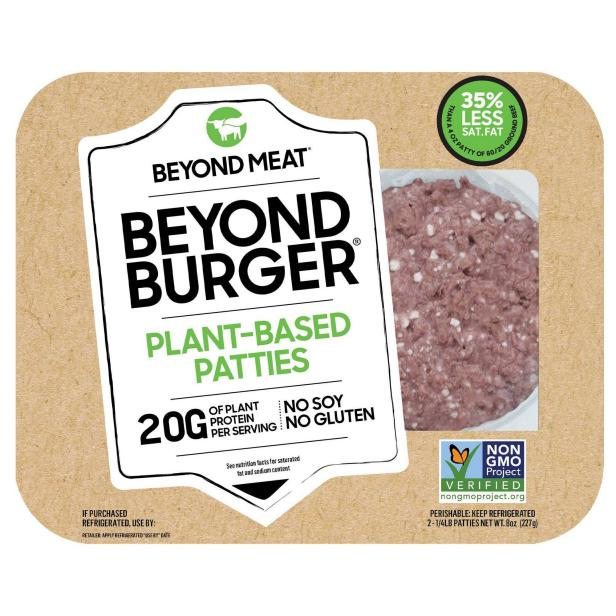 BEYOND MEAT®
BEYOND
BURGER®
PLANT-BASED
PATTIES
20G OF PLANT
PROTEIN
PER SERVING
NO SOY
NO GLUTEN
See nutrition facts for saturated
fat and sodium content
35%
LESS
SAT. FAT
THAN A 4 OZ PATTY OF 80/20 GROUND BEEF
NON
GMO
Project
VERIFIED
nongmoproject.org
IF PURCHASED
REFRIGERATED, USE BY:
RETAILER: APPLY REFRIGERATED "USE BY" DATE
PERISHABLE: KEEP REFRIGERATED
2 - 1/4LB PATTIES NET WT. 8oz (227g)